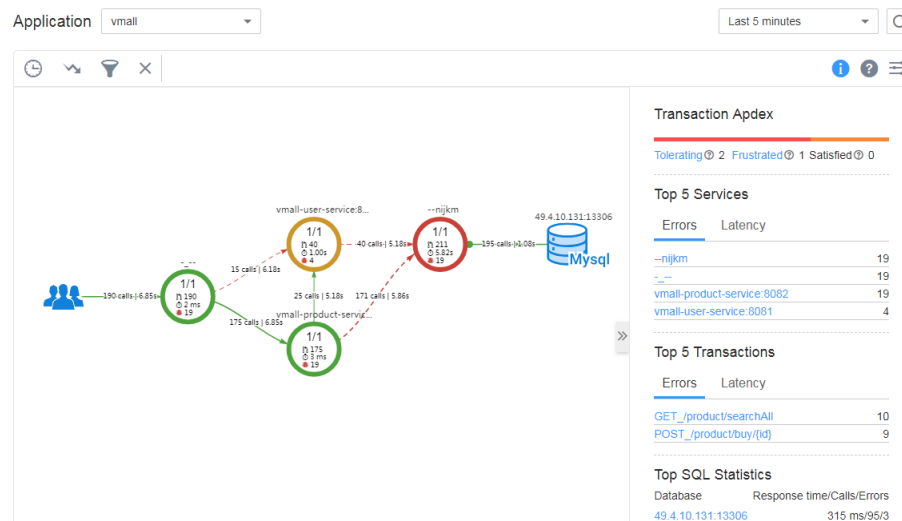 Application vmall Last 5 minutes
Transaction Apdex
Tolerating 2 Frustrated 1 Satisfied 0
Top 5 Services
Errors Latency
--nijkm 19
-_-- 19
vmall-product-service:8082 19
vmall-user-service:8081 4
Top 5 Transactions
Errors Latency
GET_/product/searchAll 10
POST_/product/buy/{id} 9
Top SQL Statistics
Database Response time/Calls/Errors
49.4.10.131:13306 315 ms/95/3
vmall-user-service:8...
1/1
40
1.00s
4
--nijkm
1/1
211
5.82s
19
49.4.10.131:13306
Mysql
-_--
1/1
190
2 ms
19
vmall-product-servic...
1/1
175
3 ms
19
190 calls | 6.85s
15 calls | 6.18s
175 calls | 6.85s
25 calls | 5.18s
40 calls | 5.18s
171 calls | 5.86s
195 calls | 1.08s